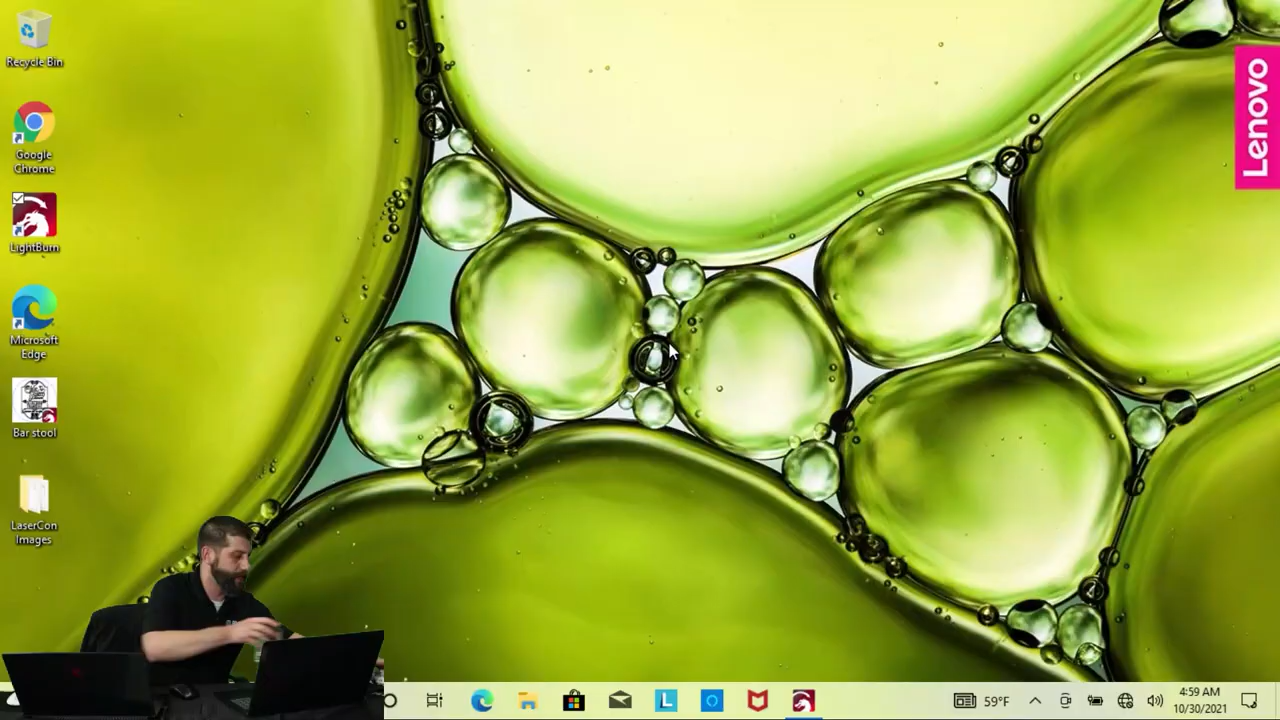 Recycle Bin
Google
Chrome
LightBurn
Microsoft
Edge
Bar stool
LaserCon
Images
Lenovo
L
59°F
4:59 AM
10/30/2021